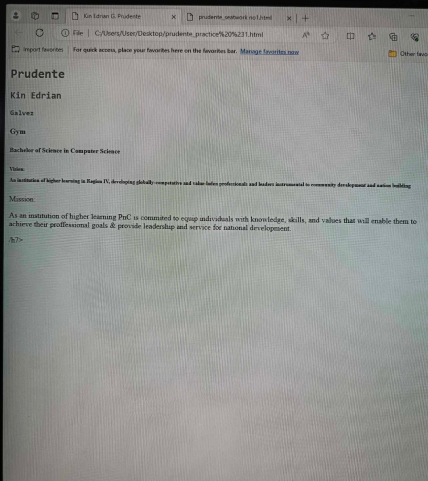 Kin Edrian G. Prudente
prudente_seatwork no1.html
File C:/Users/User/Desktop/prudente_practice%20%231.html
Import favorites For quick access, place your favorites here on the favorites bar. Manage favorites now
Other favo
Prudente
Kin Edrian
Galvez
Gym
Bachelor of Science in Computer Science
Vision:
An institution of higher learning in Region IV, developing globally-competative and value-laden professionals and leaders instrumental to community development and nation building
Mission:
As an institution of higher learning PnC is commited to equip individuals with knowledge, skills, and values that will enable them to
achieve their proffessional goals & provide leadership and service for national development.
/h7>